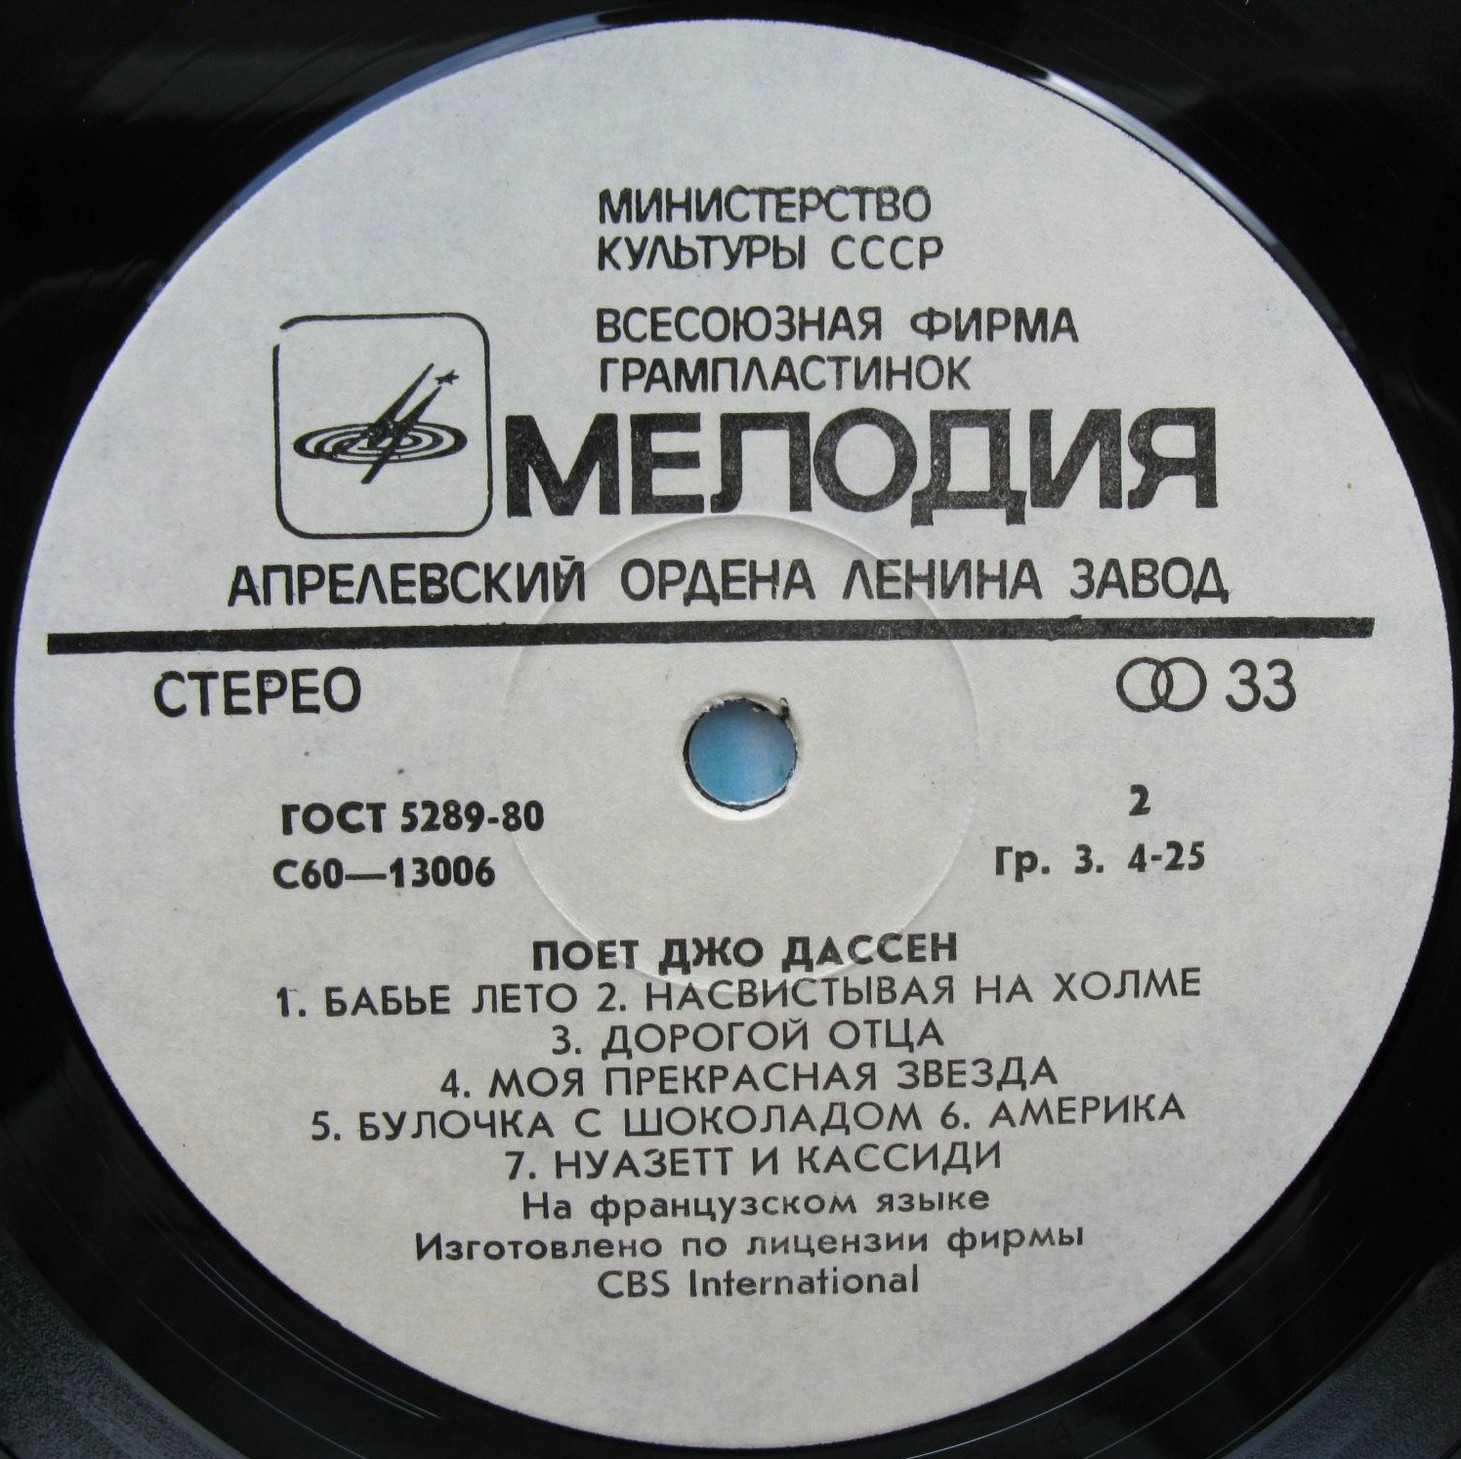 МИНИСТЕРСТВО
КУЛЬТУРЫ СССР
ВСЕСОЮЗНАЯ ФИРМА
ГРАМПЛАСТИНОК
МЕЛОДИЯ
АПРЕЛЕВСКИЙ ОРДЕНА ЛЕНИНА ЗАВОД
СТЕРЕО
33
ГОСТ 5289-80
2
С60—13006
Гр. 3. 4-25
ПОЕТ ДЖО ДАССЕН
1. БАБЬЕ ЛЕТО 2. НАСВИСТЫВАЯ НА ХОЛМЕ
3. ДОРОГОЙ ОТЦА
4. МОЯ ПРЕКРАСНАЯ ЗВЕЗДА
5. БУЛОЧКА С ШОКОЛАДОМ 6. АМЕРИКА
7. НУАЗЕТТ И КАССИДИ
На французском языке
Изготовлено по лицензии фирмы
CBS International